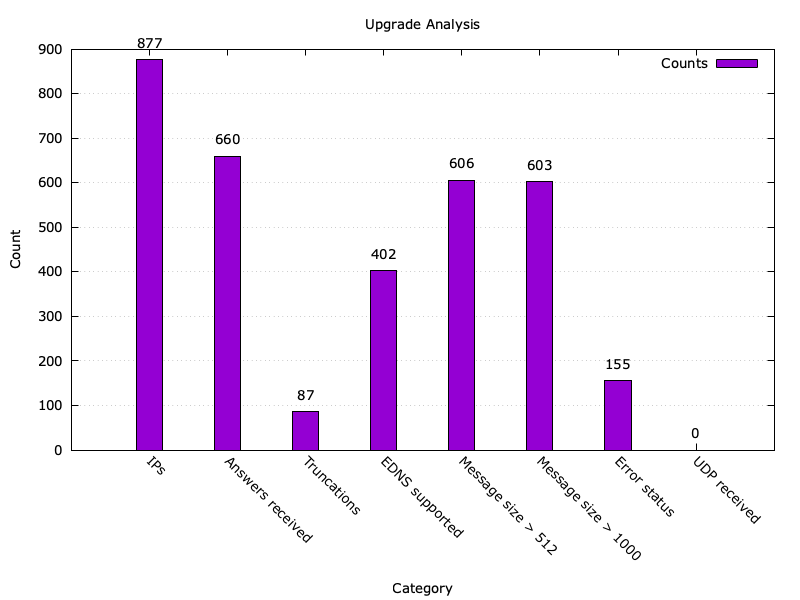 Upgrade Analysis
Counts
900
800
700
600
500
400
300
200
100
0
Count
877
660
87
402
606
603
155
0
IPs
Answers received
Truncations
EDNS supported
Message size > 512
Message size > 1000
Error status
UDP received
Category